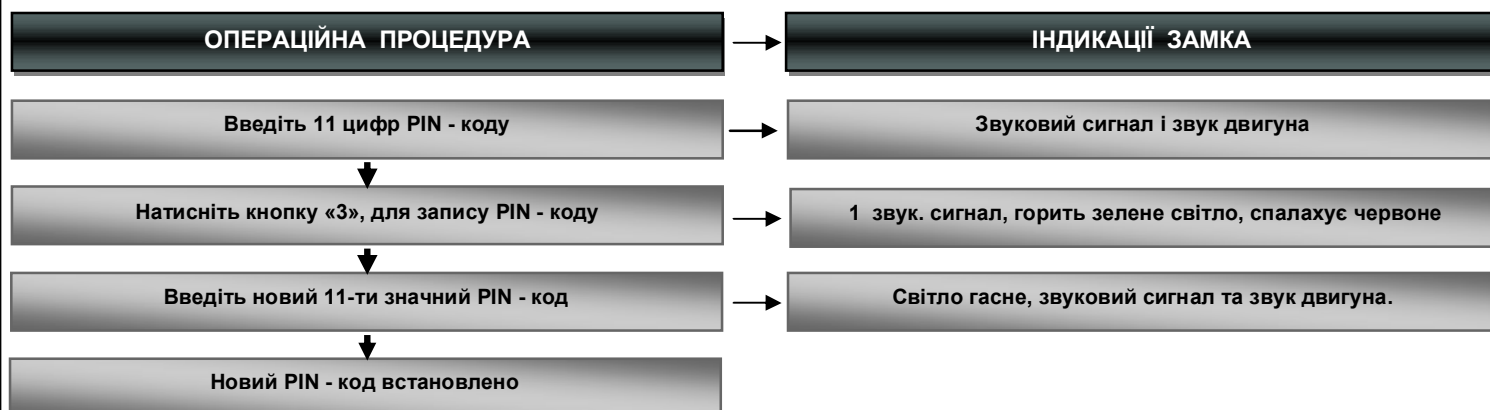 ОПЕРАЦІЙНА ПРОЦЕДУРА
ІНДИКАЦІЇ ЗАМКА
Введіть 11 цифр PIN - коду
Звуковий сигнал і звук двигуна
Натисніть кнопку «3», для запису PIN - коду
1 звук. сигнал, горить зелене світло, спалахує червоне
Введіть новий 11-ти значний PIN - код
Світло гасне, звуковий сигнал та звук двигуна.
Новий PIN - код встановлено